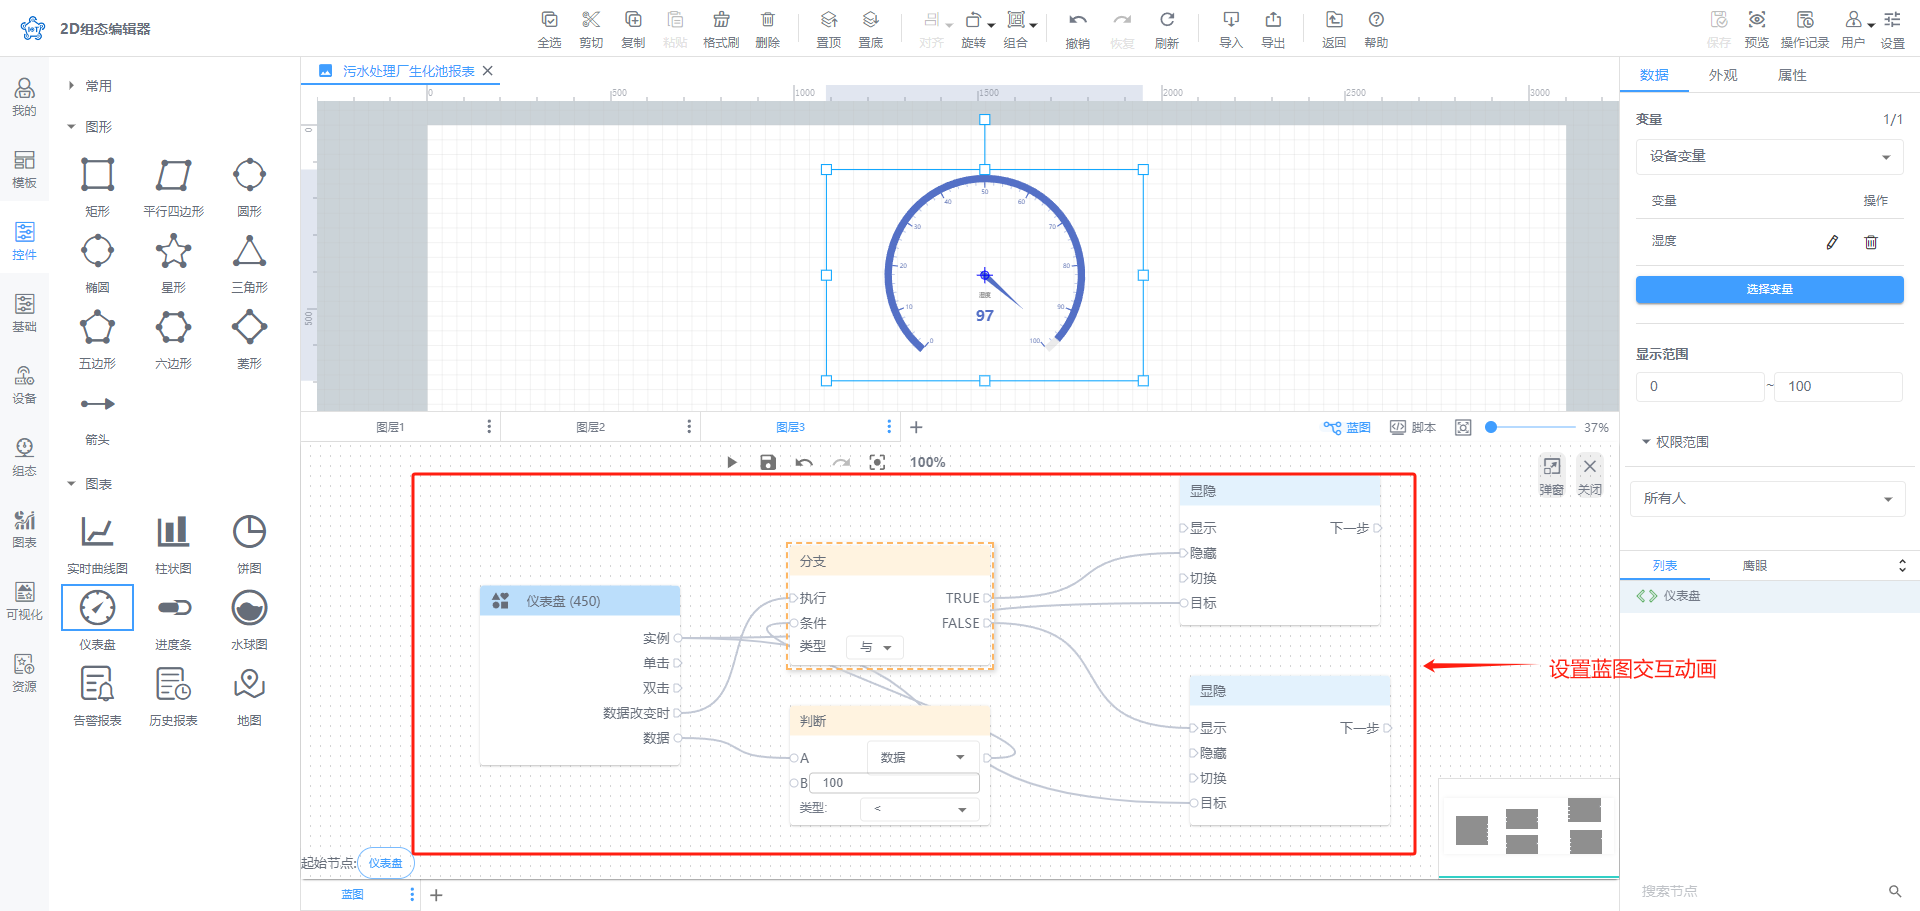 2D组态编辑器
全选
剪切
复制
粘贴
格式刷
删除
置顶
置底
对齐
旋转
组合
撤销
恢复
刷新
导入
导出
返回
帮助
保存
预览
操作记录
用户
设置
我的
模板
控件
基础
设备
组态
图表
可视化
资源
常用
图形
矩形
平行四边形
圆形
椭圆
星形
三角形
五边形
六边形
菱形
箭头
图表
实时曲线图
柱状图
饼图
仪表盘
进度条
水球图
告警报表
历史报表
地图
污水处理厂生化池报表
0
500
1000
1500
2000
2500
3000
0
500
0
10
20
30
40
50
60
70
80
90
100
湿度
97
图层1
图层2
图层3
蓝图
脚本
37%
100%
弹窗
关闭
仪表盘 (450)
实例
单击
双击
数据改变时
数据
分支
执行
TRUE
条件
FALSE
类型
与
判断
A
数据
B
100
类型:
<
显隐
显示
下一步
隐藏
切换
目标
显隐
显示
下一步
隐藏
切换
目标
设置蓝图交互动画
起始节点:
仪表盘
蓝图
数据
外观
属性
变量
1/1
设备变量
变量
操作
湿度
选择变量
显示范围
0
~
100
权限范围
所有人
列表
鹰眼
仪表盘
搜索节点